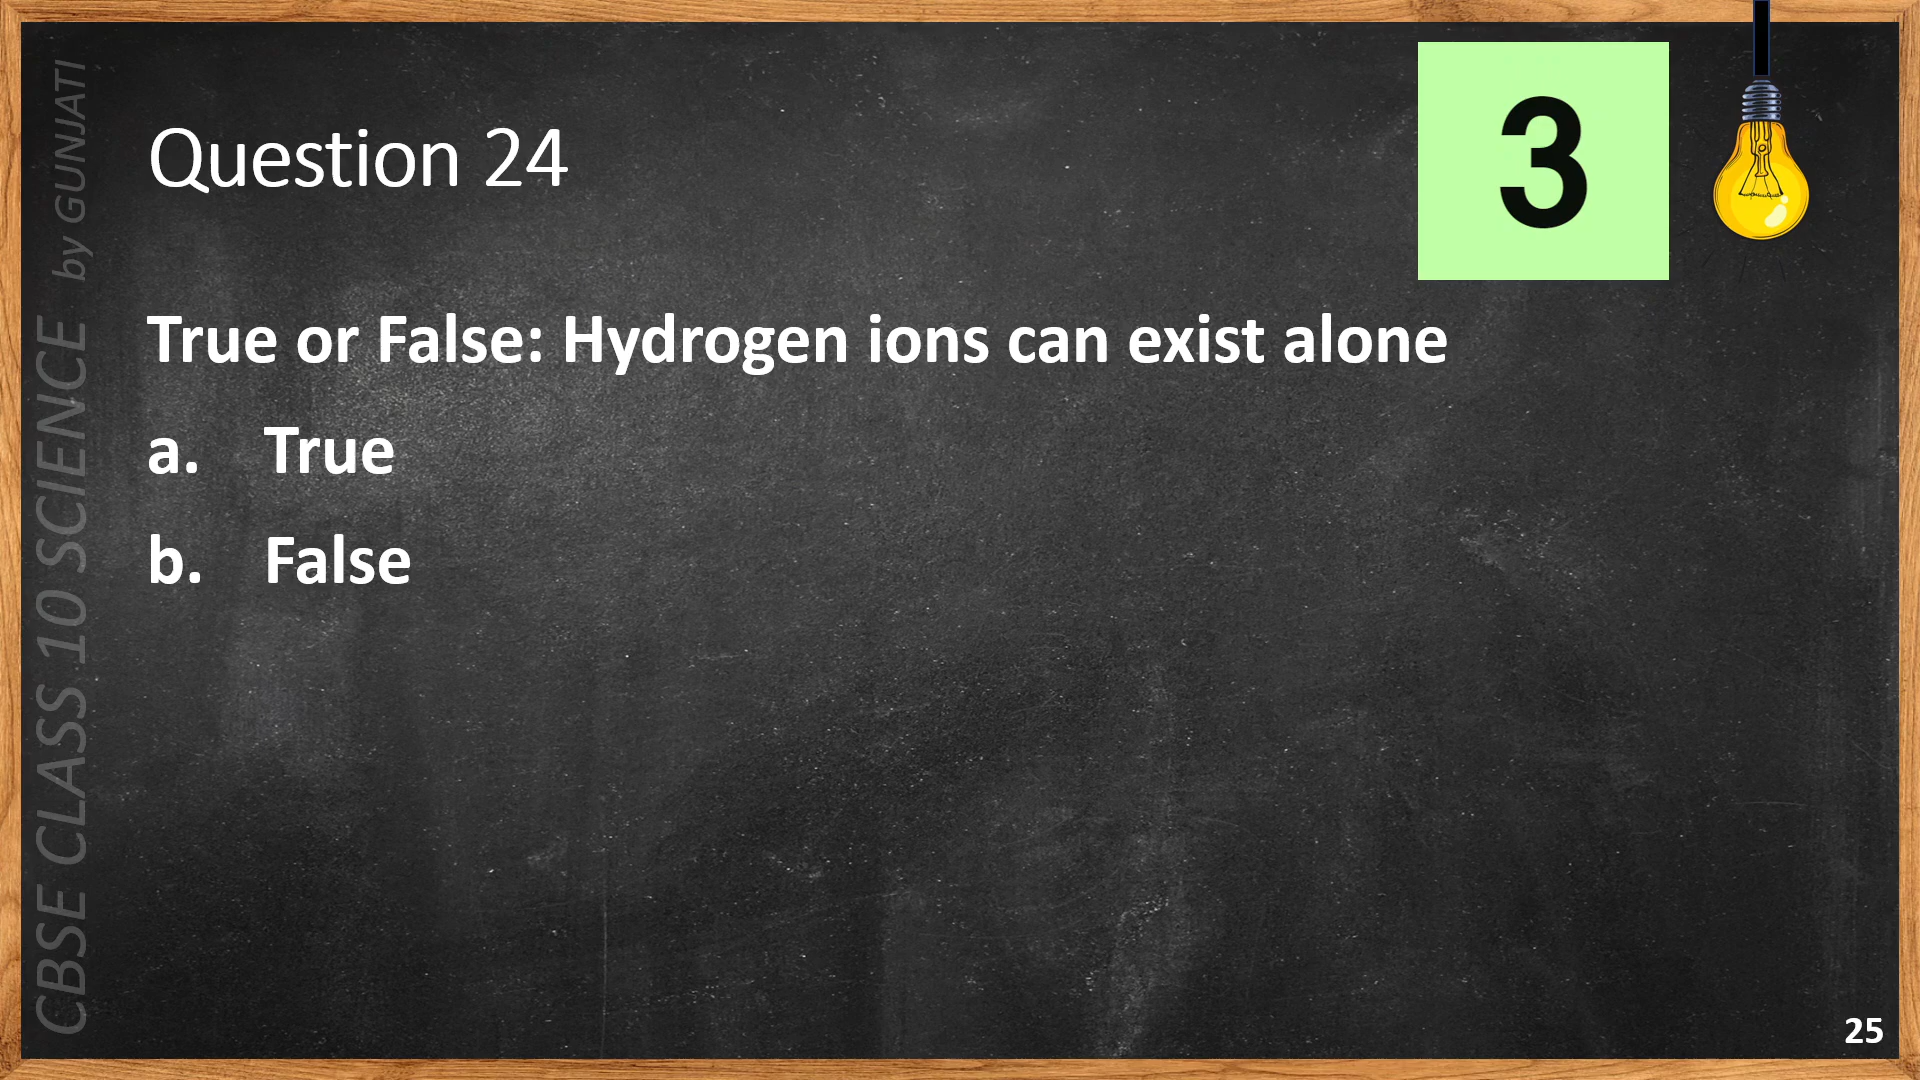 Question 24
3
True or False: Hydrogen ions can exist alone
a. True
b. False
CBSE CLASS 10 SCIENCE by GUNJATI
25